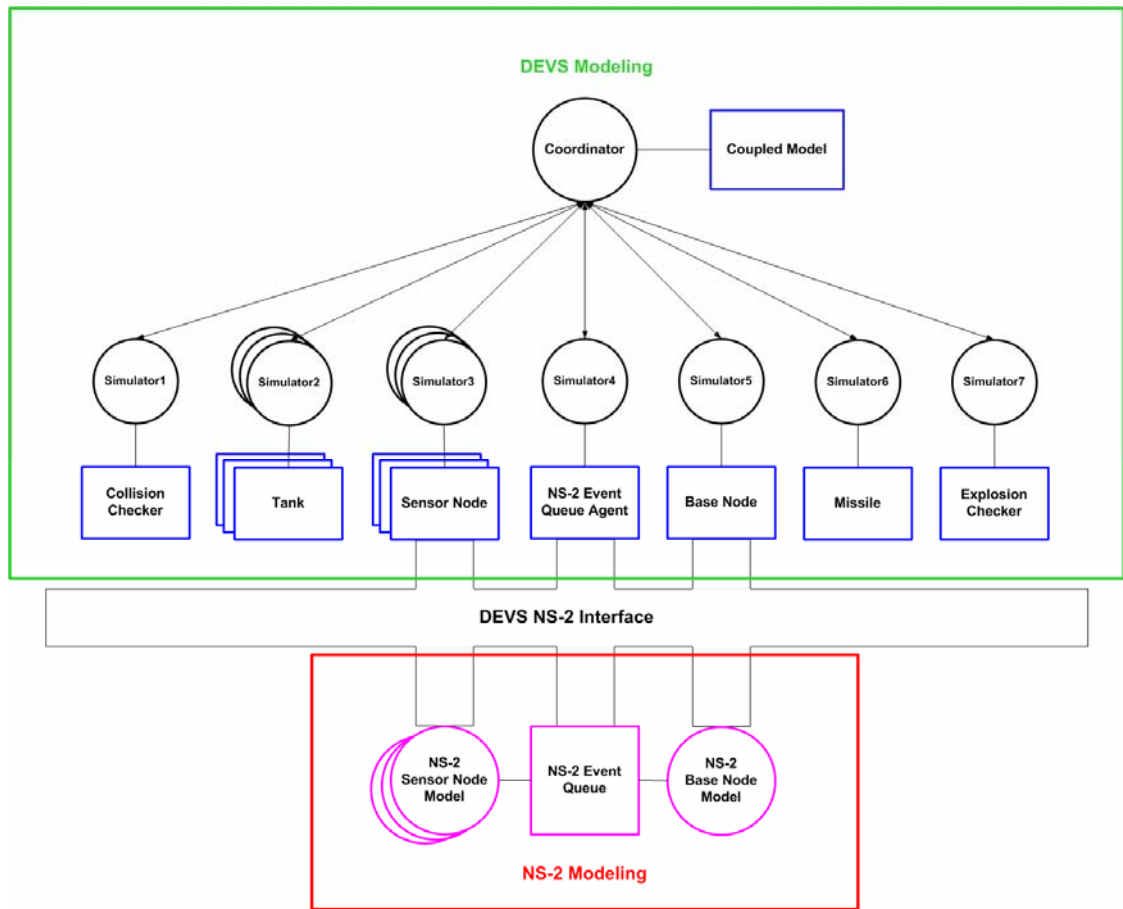 DEVS Modeling
Coordinator
Coupled Model
Simulator1
Simulator2
Simulator3
Simulator4
Simulator5
Simulator6
Simulator7
Collision
Checker
Tank
Sensor Node
NS-2 Event
Queue Agent
Base Node
Missile
Explosion
Checker
DEVS NS-2 Interface
NS-2
Sensor Node
Model
NS-2 Event
Queue
NS-2
Base Node
Model
NS-2 Modeling